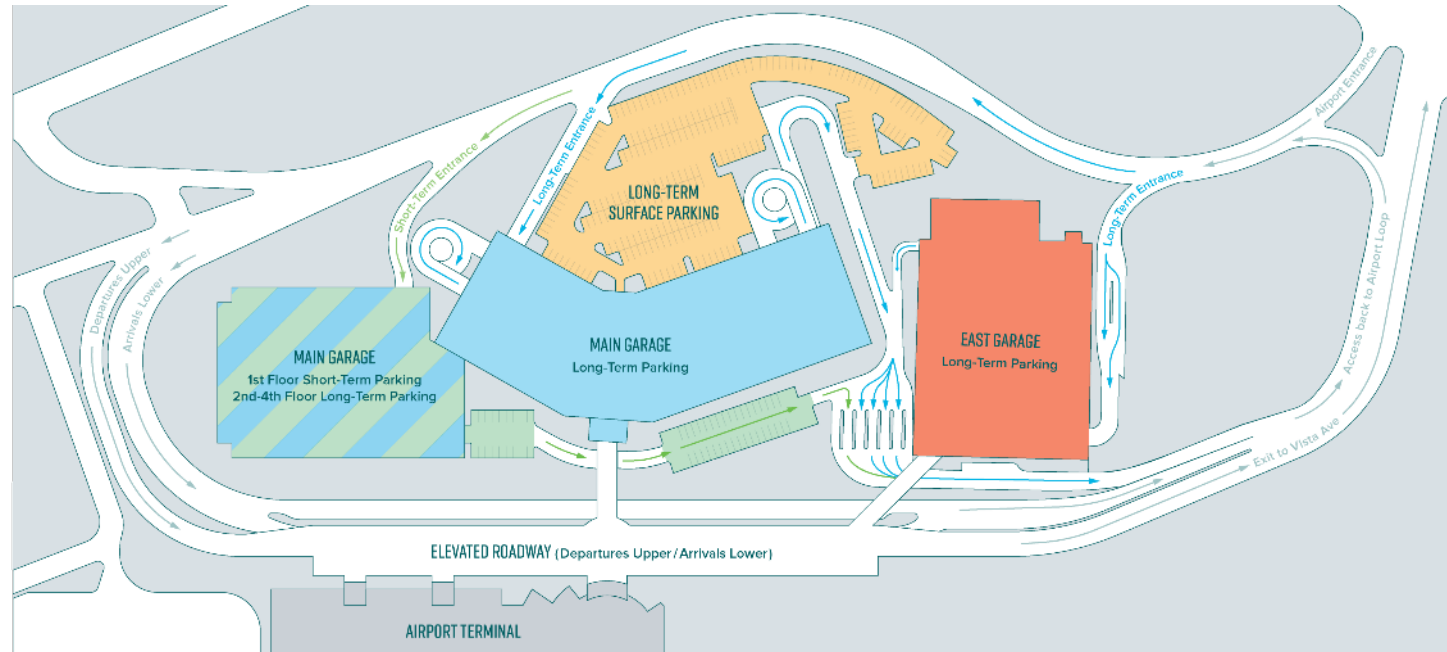 Airport Entrance
Long-Term Entrance
Short-Term Entrance
Long-Term Entrance
LONG-TERM
SURFACE PARKING
Departures Upper
Arrivals Lower
MAIN GARAGE
1st Floor Short-Term Parking
2nd-4th Floor Long-Term Parking
MAIN GARAGE
Long-Term Parking
EAST GARAGE
Long-Term Parking
Access back to Airport Loop
Exit to Vista Ave
ELEVATED ROADWAY (Departures Upper/Arrivals Lower)
AIRPORT TERMINAL